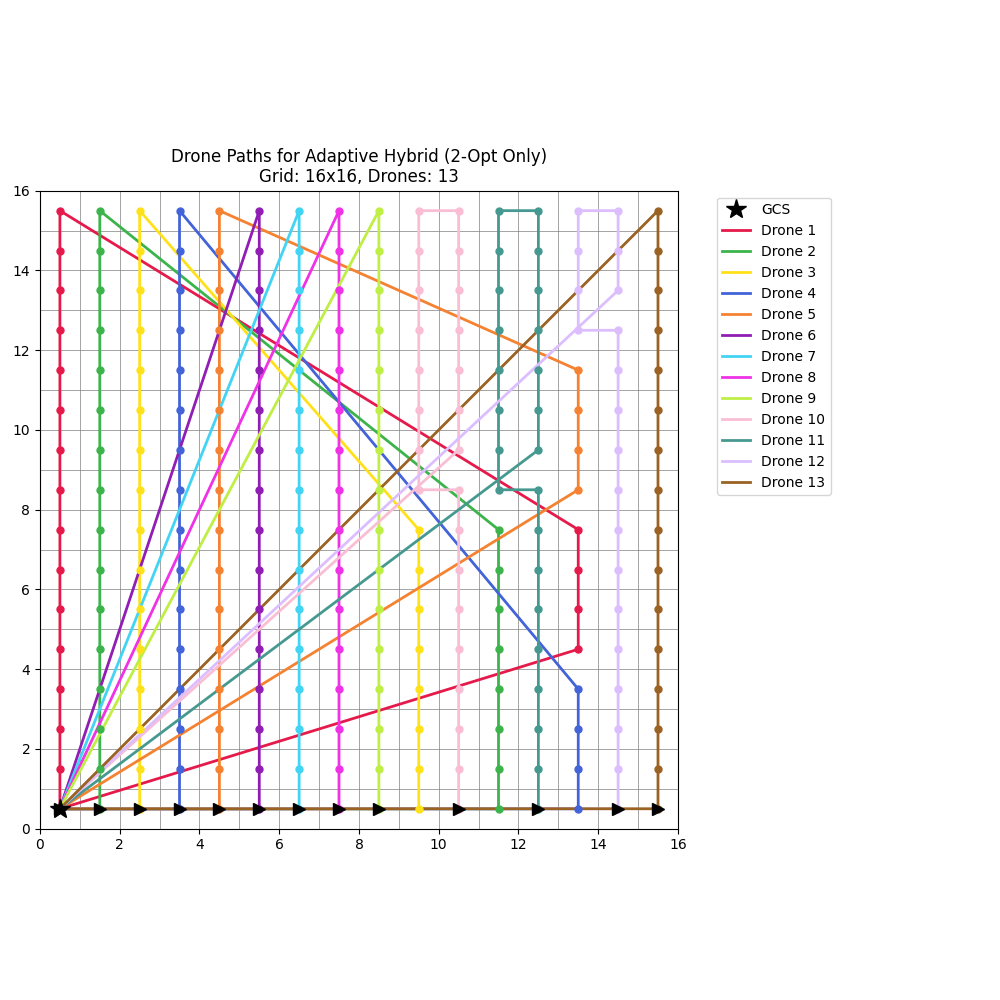 Drone Paths for Adaptive Hybrid (2-Opt Only)
Grid: 16x16, Drones: 13
16
14
12
10
8
6
4
2
0
0 2 4 6 8 10 12 14 16
GCS
Drone 1
Drone 2
Drone 3
Drone 4
Drone 5
Drone 6
Drone 7
Drone 8
Drone 9
Drone 10
Drone 11
Drone 12
Drone 13